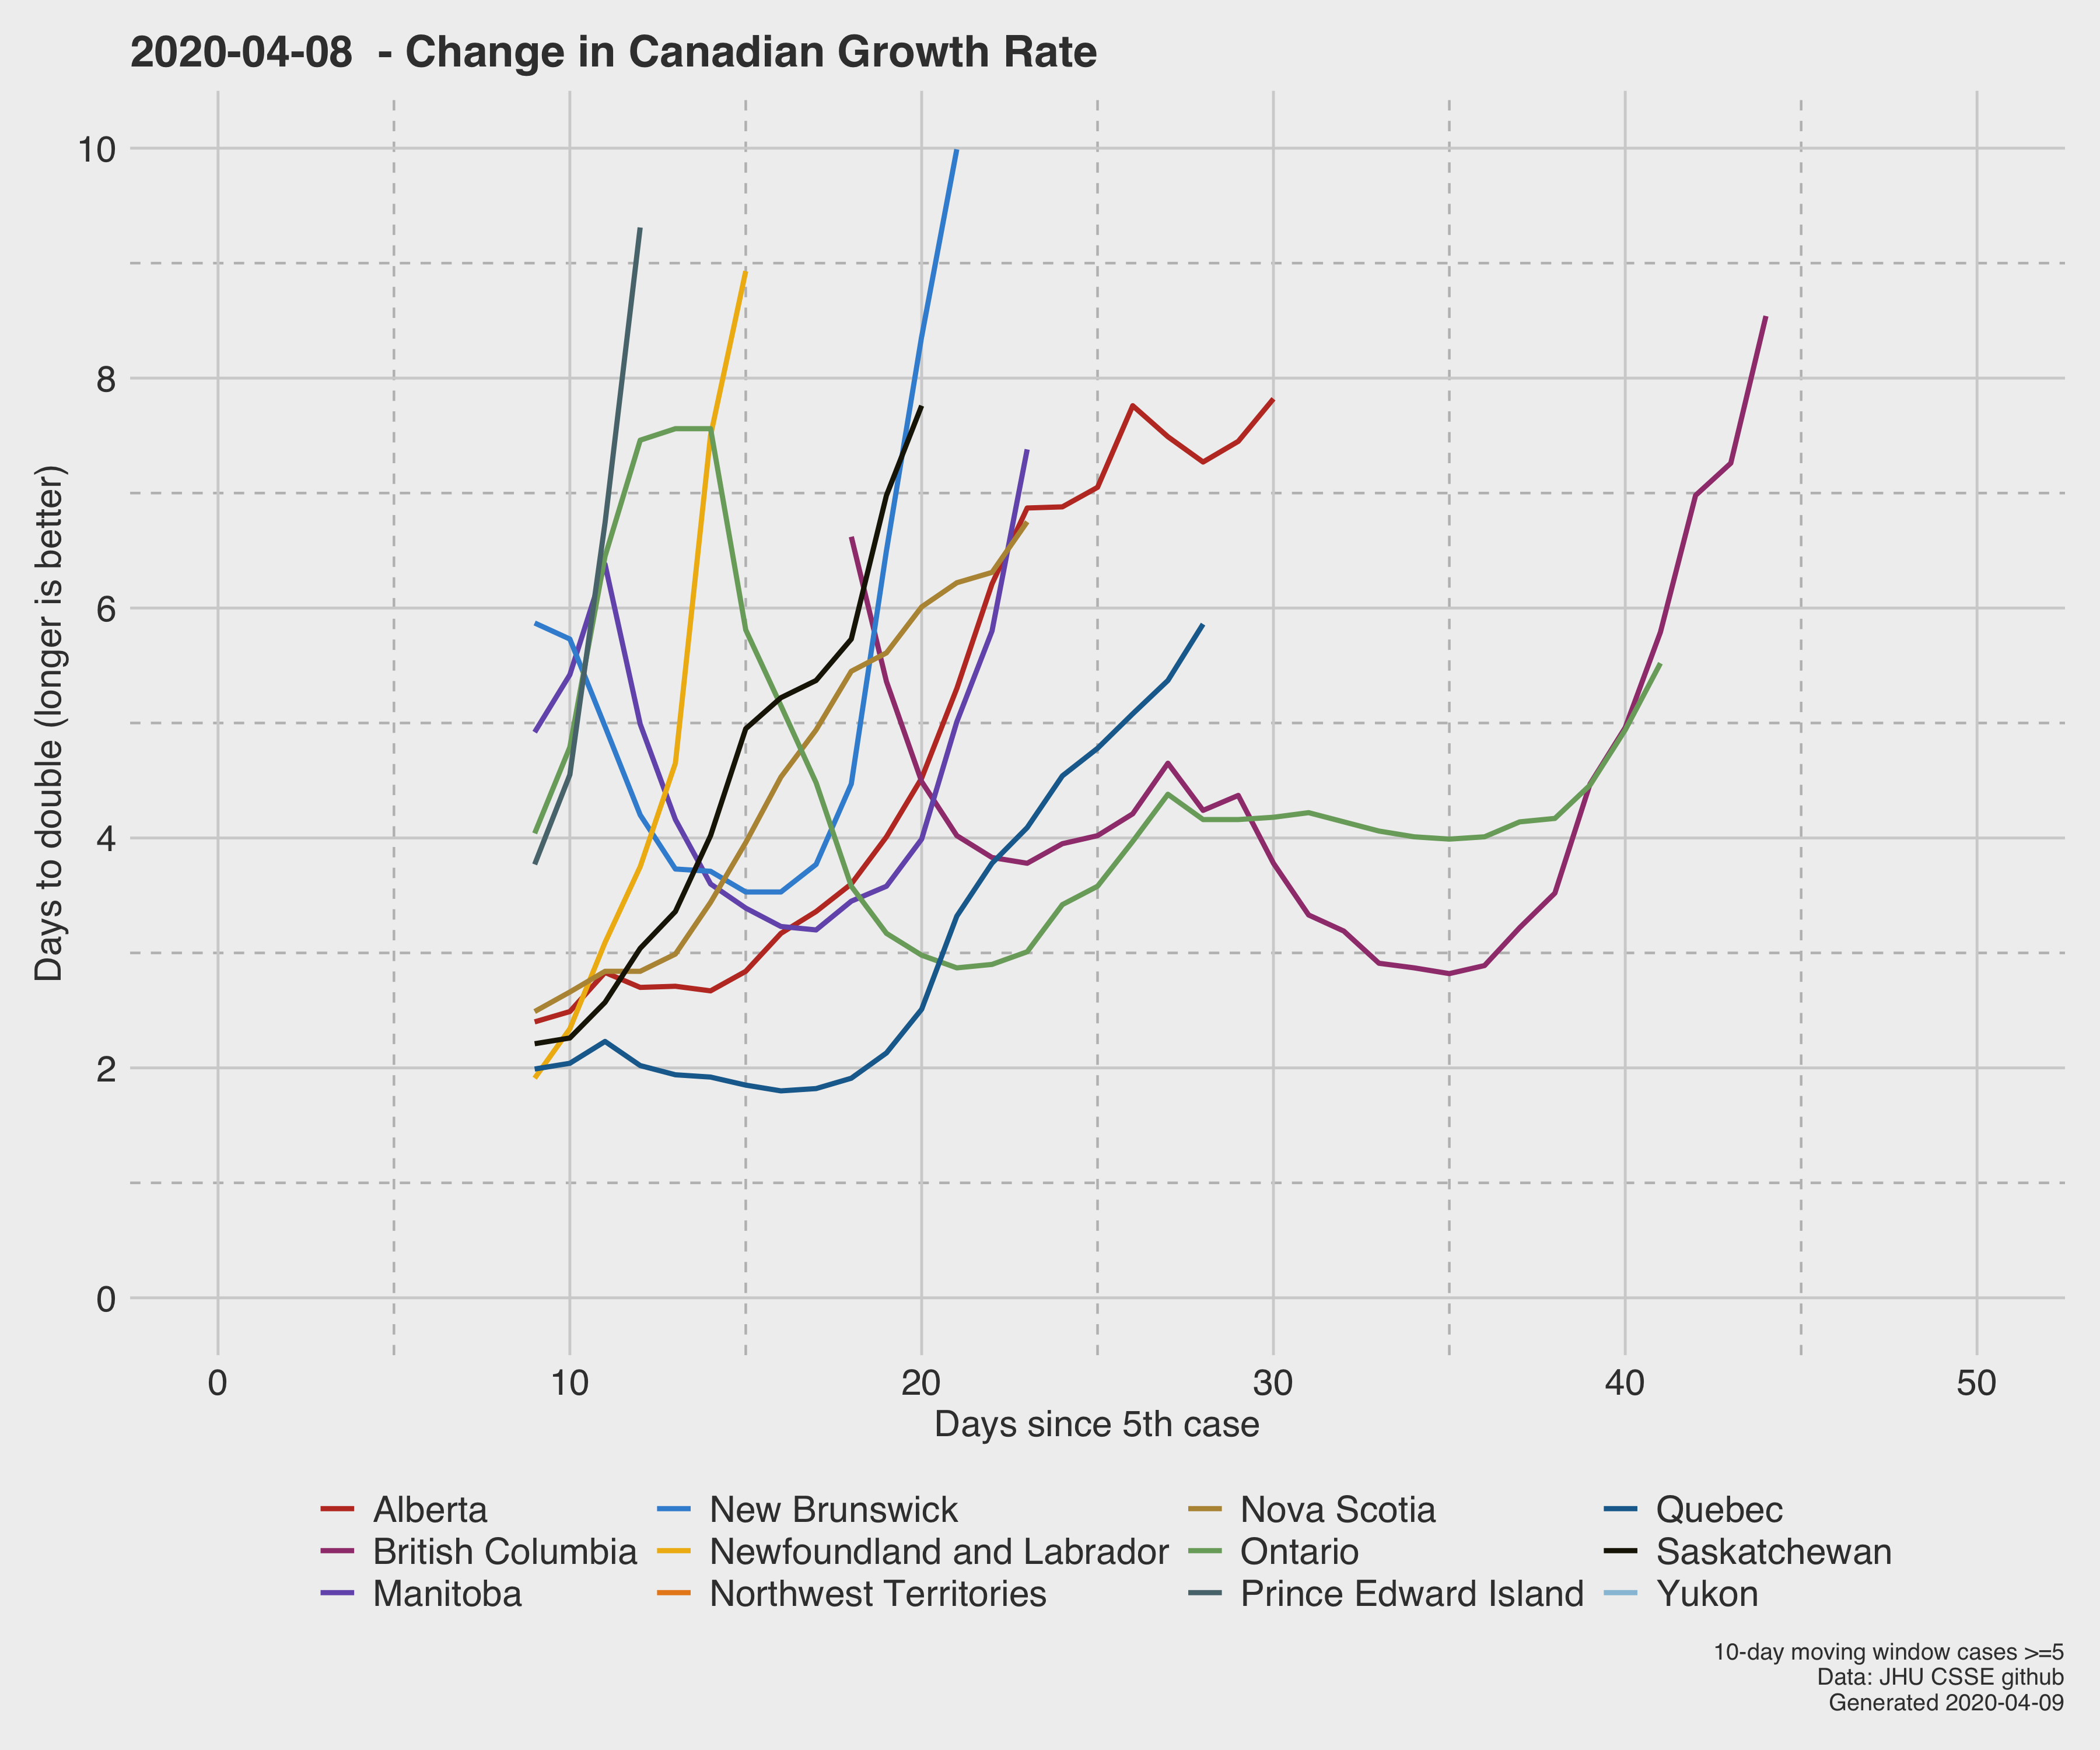 2020-04-08  - Change in Canadian Growth Rate
Days to double (longer is better)
10
8
6
4
2
0
0 10 20 30 40 50
Days since 5th case
Alberta New Brunswick Nova Scotia Quebec
British Columbia Newfoundland and Labrador Ontario Saskatchewan
Manitoba Northwest Territories Prince Edward Island Yukon
10-day moving window cases >=5
Data: JHU CSSE github
Generated 2020-04-09